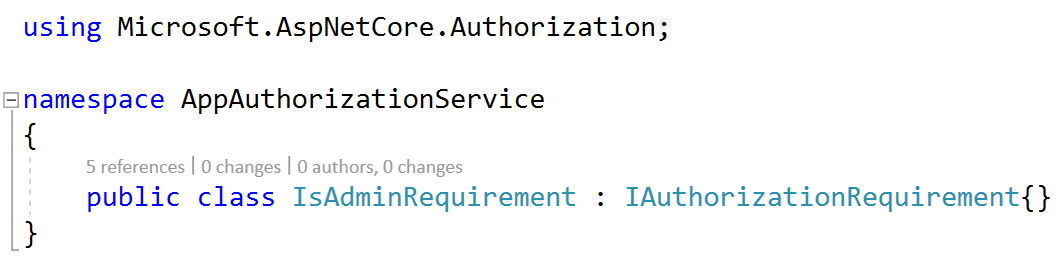 using Microsoft.AspNetCore.Authorization;
namespace AppAuthorizationService
{
5 references | 0 changes | 0 authors, 0 changes
public class IsAdminRequirement : IAuthorizationRequirement{}
}